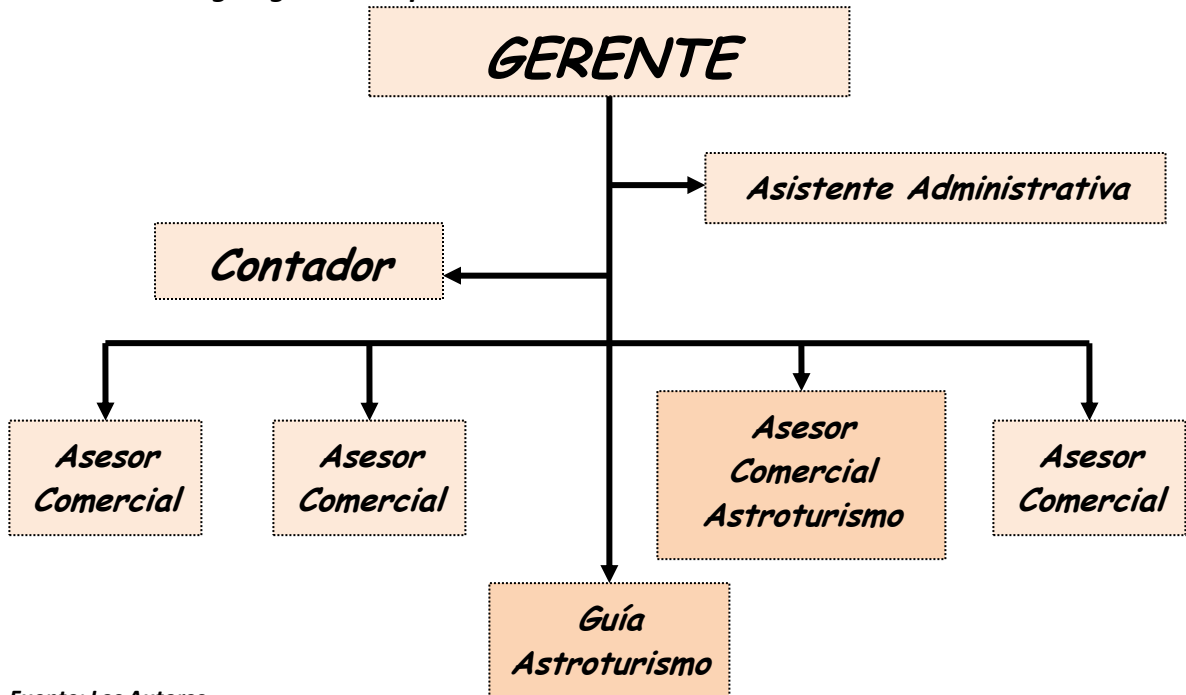 GERENTE
Asistente Administrativa
Contador
Asesor
Comercial
Asesor
Comercial
Asesor
Comercial
Astroturismo
Asesor
Comercial
Guía
Astroturismo